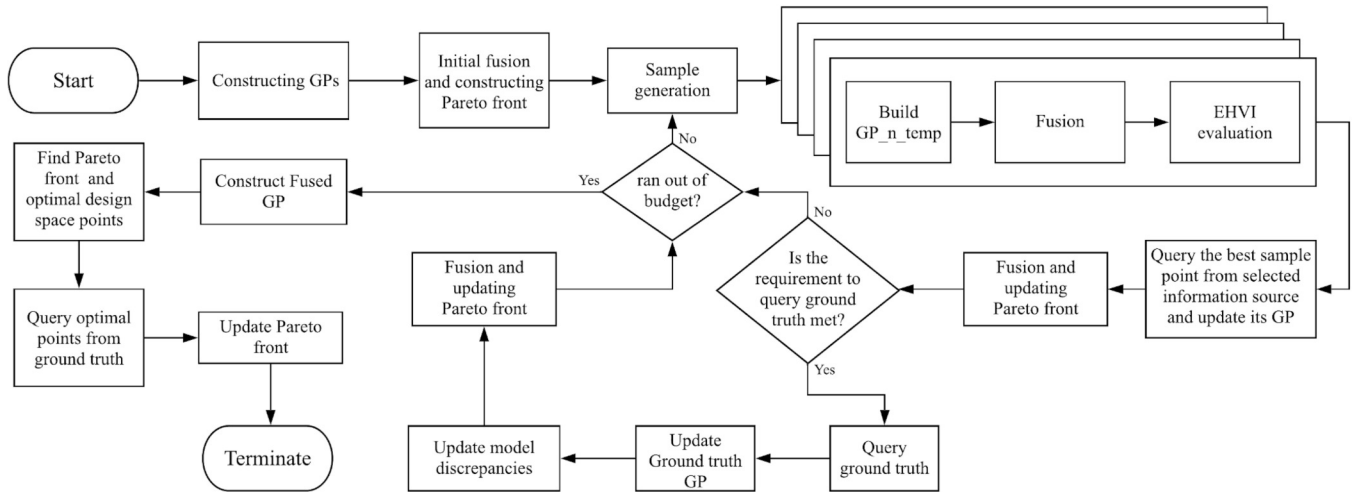 Start
Constructing GPs
Initial fusion
and constructing
Pareto front
Sample
generation
Build
GP_n_temp
Fusion
EHVI
evaluation
No
Find Pareto
front and
optimal design
space points
Construct Fused
GP
Yes
ran out of
budget?
No
Is the
requirement to
query ground
truth met?
Yes
Fusion and
updating
Pareto front
Query the best sample
point from selected
information source
and update its GP
Fusion and
updating
Pareto front
Query optimal
points from
ground truth
Update Pareto
front
Terminate
Update model
discrepancies
Update
Ground truth
GP
Query
ground truth